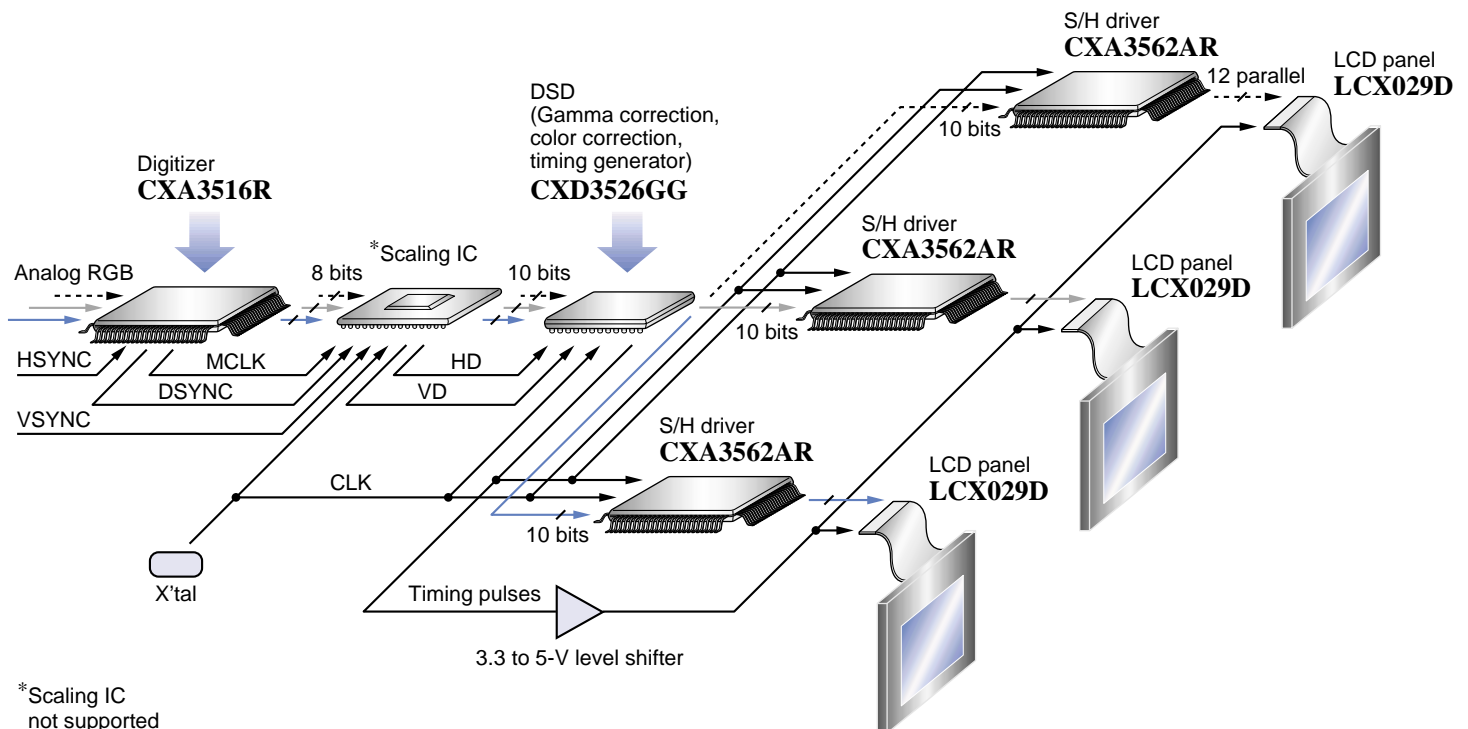 S/H driver
CXA3562AR
LCD panel
LCX029D
12 parallel
10 bits
DSD
(Gamma correction,
color correction,
timing generator)
CXD3526GG
Digitizer
CXA3516R
S/H driver
CXA3562AR
*Scaling IC
LCD panel
LCX029D
Analog RGB
8 bits
10 bits
10 bits
HSYNC
MCLK
HD
DSYNC
VD
VSYNC
S/H driver
CXA3562AR
LCD panel
LCX029D
CLK
10 bits
X'tal
Timing pulses
3.3 to 5-V level shifter
*Scaling IC
not supported